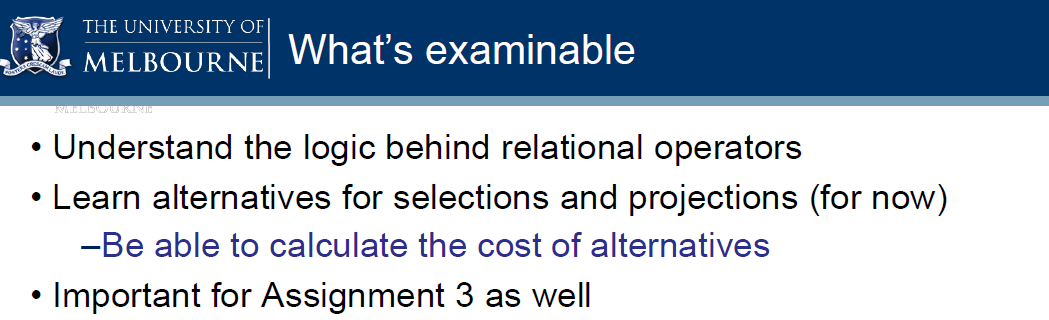 THE UNIVERSITY OF
MELBOURNE
What's examinable
MELBOURNE
• Understand the logic behind relational operators
• Learn alternatives for selections and projections (for now)
–Be able to calculate the cost of alternatives
• Important for Assignment 3 as well